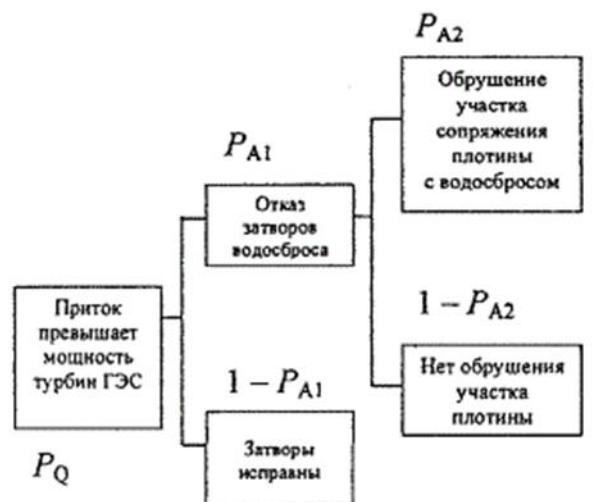 P_A2
Обрушение
участка
сопряжения
плотины
с водосбросом
P_A1
Отказ
затворов
водосброса
1 – P_A2
Приток
превышает
мощность
турбин ГЭС
1 – P_A1
Нет обрушения
участка
плотины
P_Q
Затворы
исправны